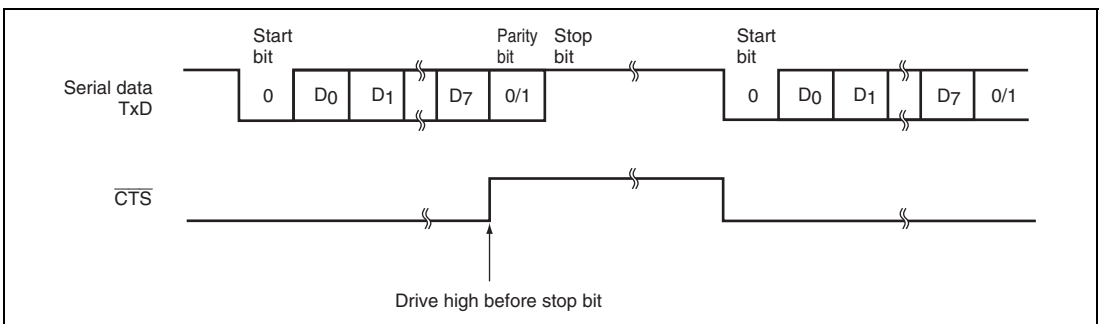 Start bit
Parity bit
Stop bit
Start bit
Serial data TxD
0 D0 D1 D7 0/1 0 D0 D1 D7 0/1
CTS
Drive high before stop bit